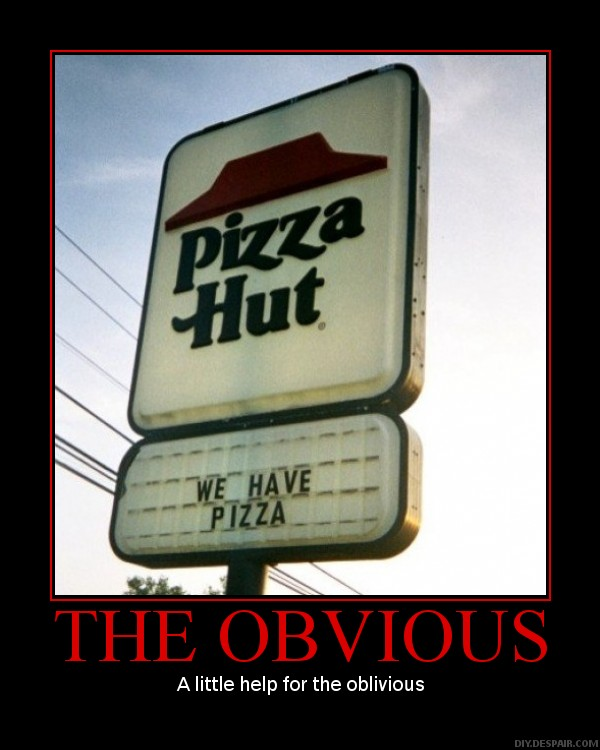 Pizza
Hut®
WE HAVE
PIZZA
THE OBVIOUS
A little help for the oblivious
DIY.DESPAIR.COM